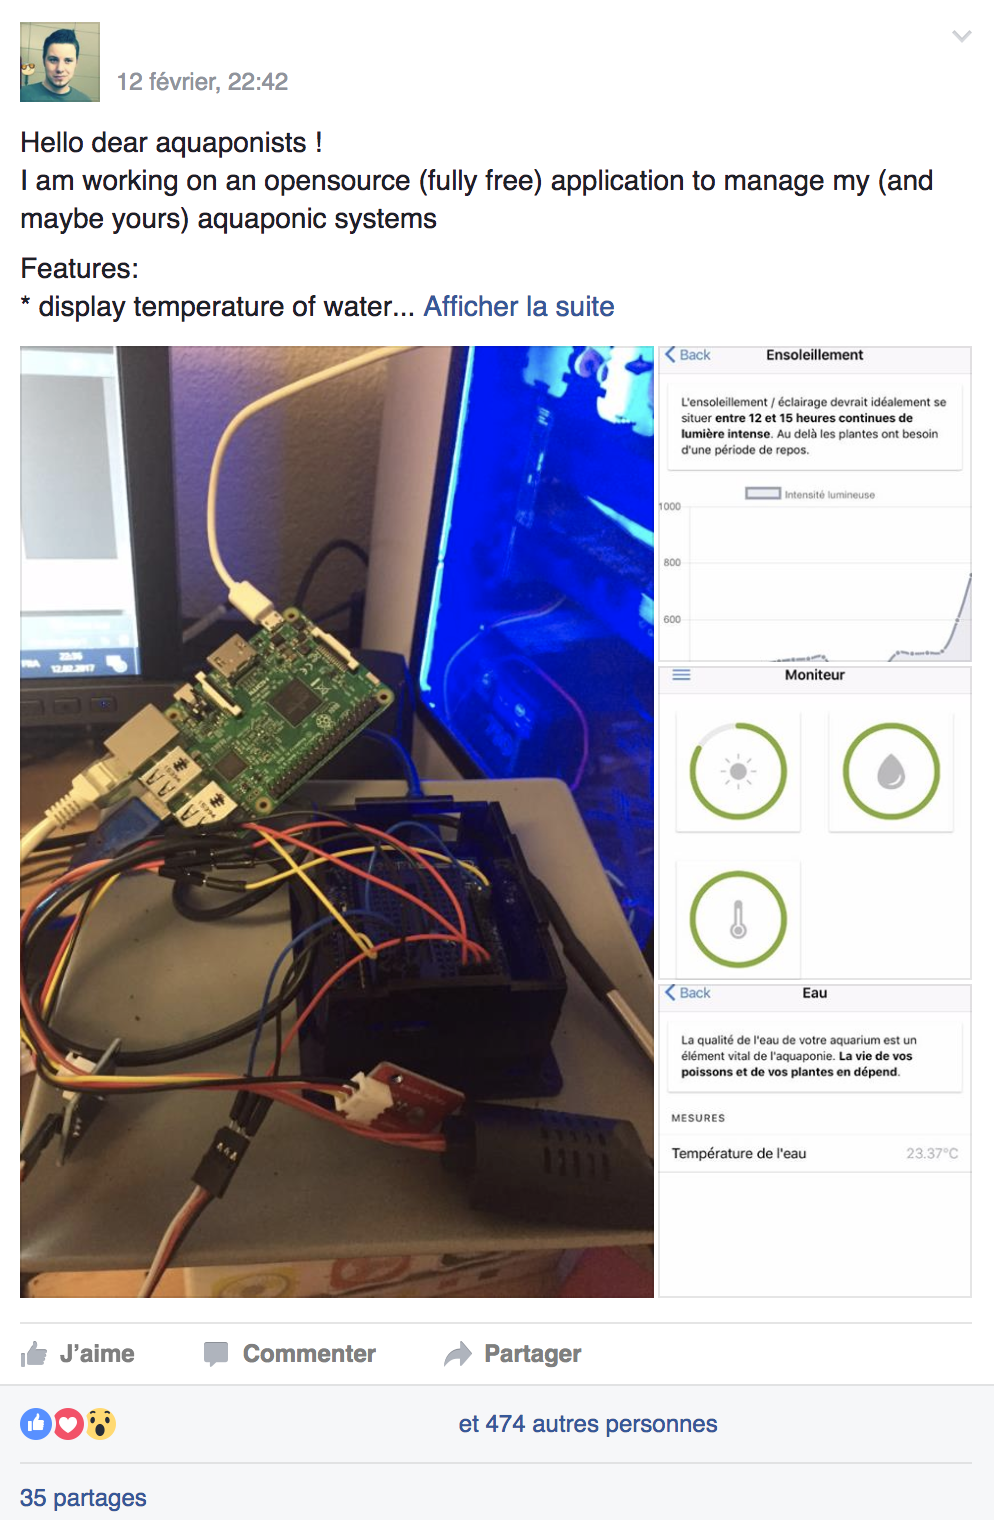 12 février, 22:42
Hello dear aquaponists !
I am working on an opensource (fully free) application to manage my (and
maybe yours) aquaponic systems
Features:
* display temperature of water... Afficher la suite
22:56
12.02.2017
Back
Ensoleillement
L'ensoleillement / éclairage devrait idéalement se
situer entre 12 et 15 heures continues de
lumière intense. Au delà les plantes ont besoin
d'une période de repos.
Intensité lumineuse
1000
800
600
Moniteur
Back
Eau
La qualité de l'eau de votre aquarium est un
élément vital de l'aquaponie. La vie de vos
poissons et de vos plantes en dépend.
MESURES
Température de l'eau
23.37°C
J'aime
Commenter
Partager
et 474 autres personnes
35 partages